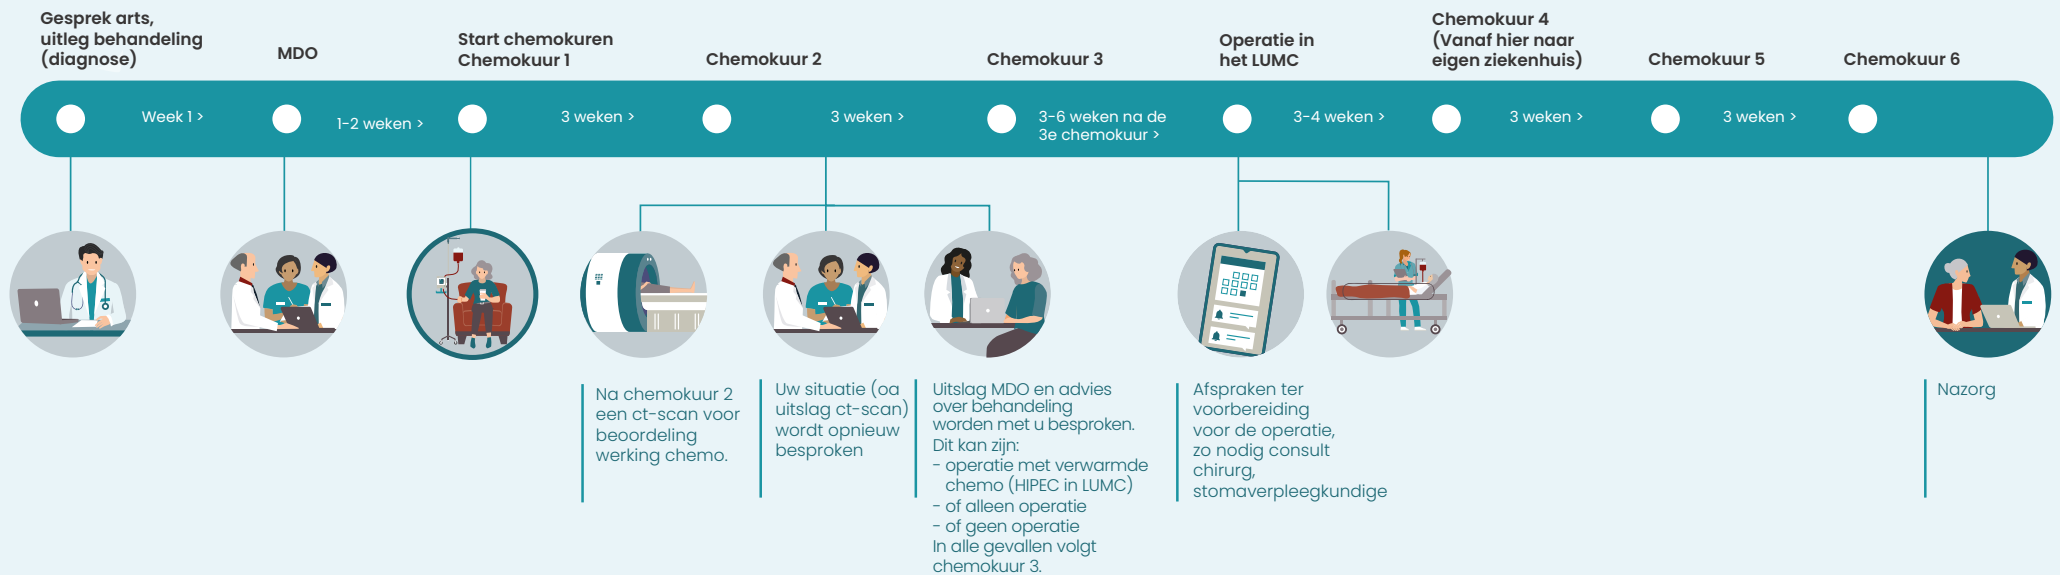 Gesprek arts,
uitleg behandeling
(diagnose)
MDO
Start chemokuren
Chemokuur 1
Chemokuur 2
Chemokuur 3
Operatie in
het LUMC
Chemokuur 4
(Vanaf hier naar
eigen ziekenhuis)
Chemokuur 5
Chemokuur 6
Week 1 >
1-2 weken >
3 weken >
3 weken >
3-6 weken na de
3e chemokuur >
3-4 weken >
3 weken >
3 weken >
Na chemokuur 2
een ct-scan voor
beoordeling
werking chemo.
Uw situatie (oa
uitslag ct-scan)
wordt opnieuw
besproken
Uitslag MDO en advies
over behandeling
worden met u besproken.
Dit kan zijn:
- operatie met verwarmde
chemo (HIPEC in LUMC)
- of alleen operatie
- of geen operatie
In alle gevallen volgt
chemokuur 3.
Afspraken ter
voorbereiding
voor de operatie,
zo nodig consult
chirurg,
stomaverpleegkundige
Nazorg